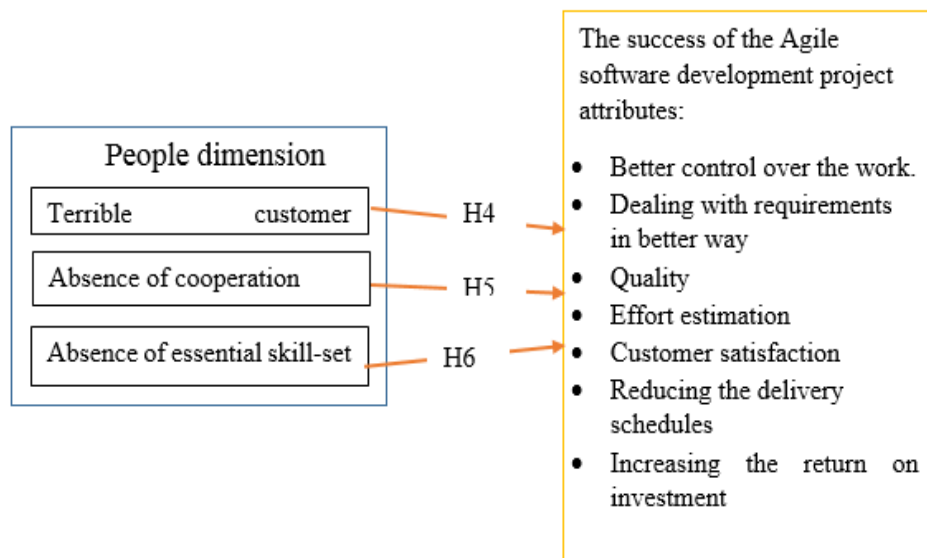 People dimension
Terrible customer
Absence of cooperation
Absence of essential skill-set
H4
H5
H6
The success of the Agile
software development project
attributes:
• Better control over the work.
• Dealing with requirements
in better way
• Quality
• Effort estimation
• Customer satisfaction
• Reducing the delivery
schedules
• Increasing the return on
investment